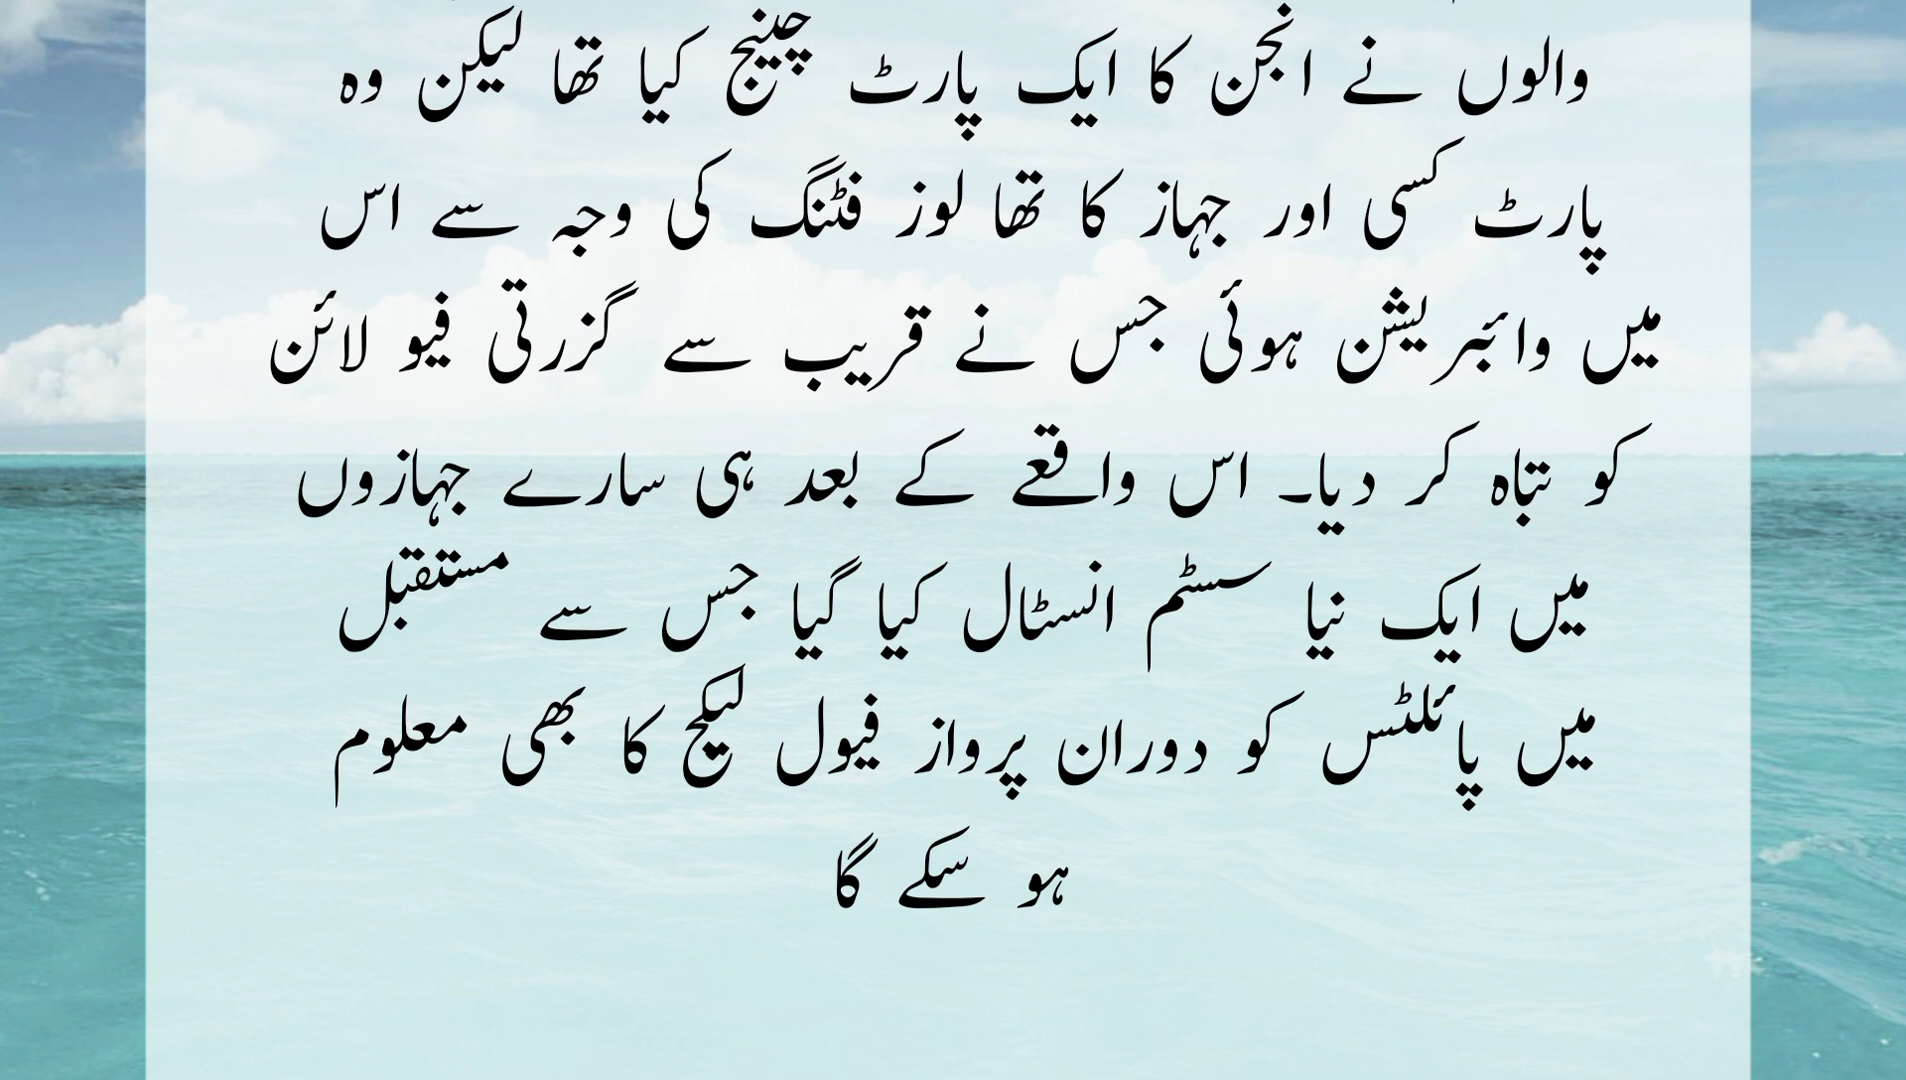 والوں نے انجن کا ایک پارٹ چینج کیا تھا لیکن وہ
پارٹ کسی اور جہاز کا تھا لوز فٹنگ کی وجہ سے اس
میں وائبریشن ہوئی جس نے قریب سے گزرتی فیو لائن
کو تباہ کر دیا۔ اس واقعے کے بعد ہی سارے جہازوں
میں ایک نیا سسٹم انسٹال کیا گیا جس سے مستقبل
میں پائلٹس کو دوران پرواز فیول لیکج کا بھی معلوم
ہو سکے گا